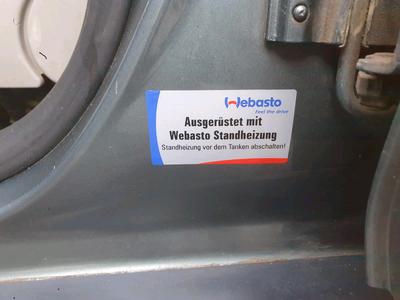 Webasto
Feel the drive
Ausgerüstet mit
Webasto Standheizung
Standheizung vor dem Tanken abschalten!